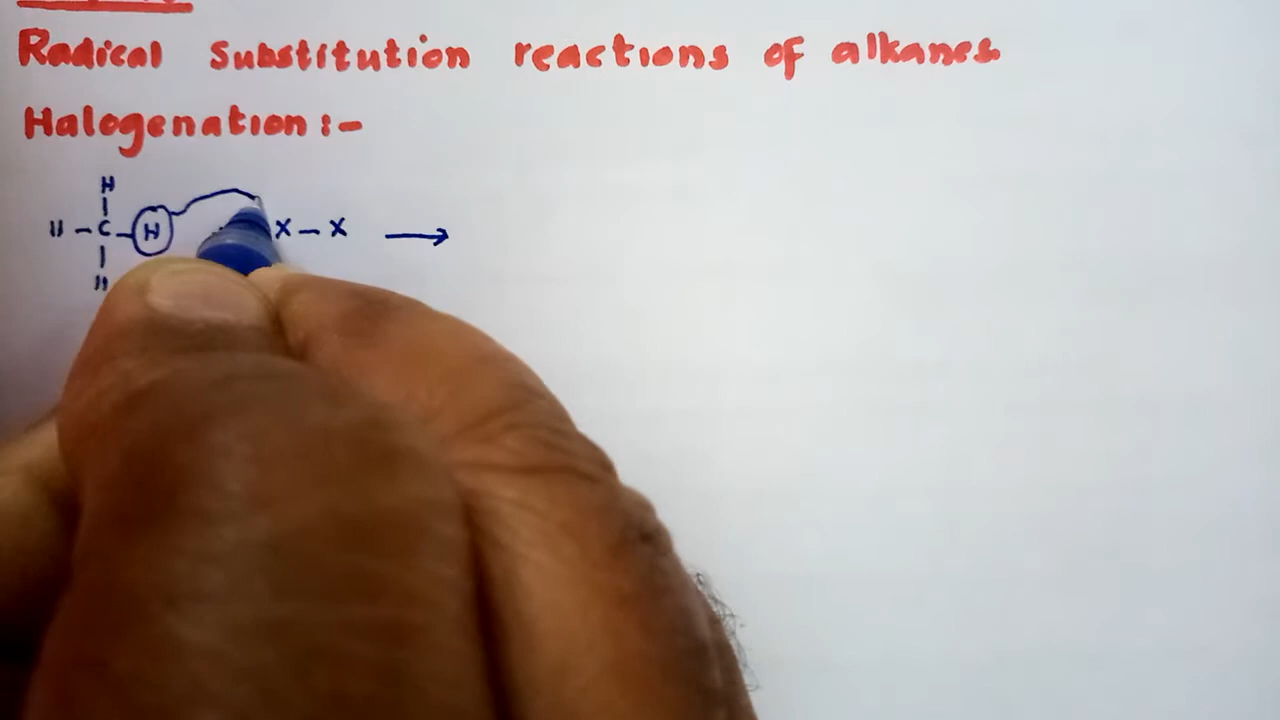 Radical Substitution reactions of alkanes
Halogenation :-
H
H - C - H X - X →
H